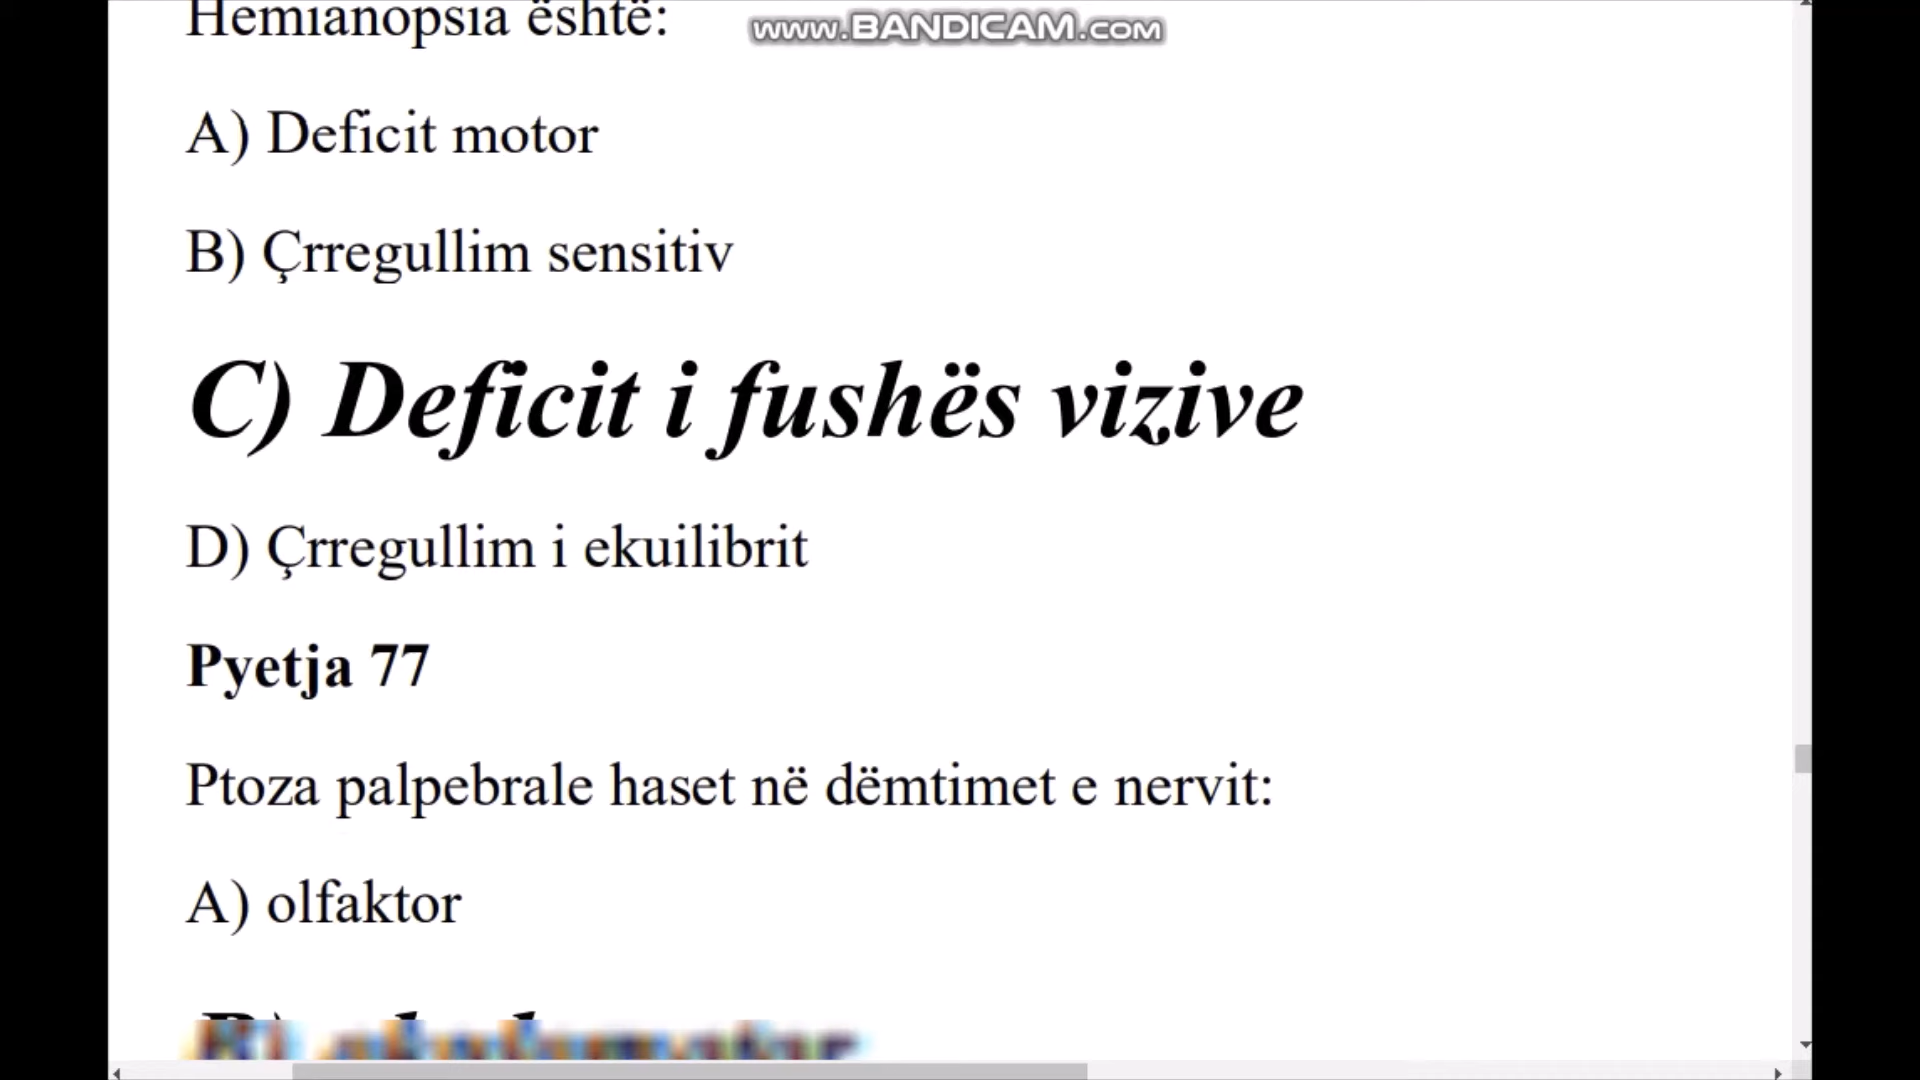 Hemianopsia është:
www.BANDICAM.com
A) Deficit motor
B) Çrregullim sensitiv
C) Deficit i fushës vizive
D) Çrregullim i ekuilibrit
Pyetja 77
Ptoza palpebrale haset në dëmtimet e nervit:
A) olfaktor
B) okulomotor